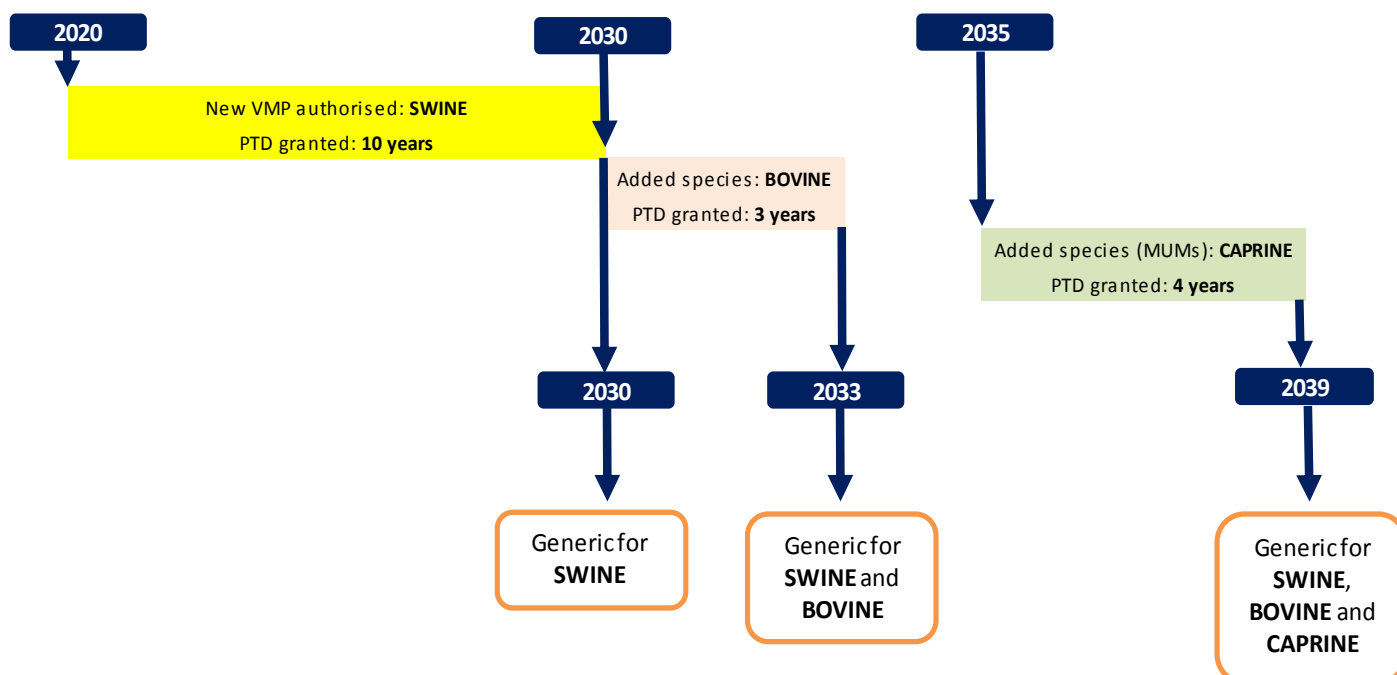 2020
2030
2035
New VMP authorised: SWINE
PTD granted: 10 years
Added species: BOVINE
PTD granted: 3 years
Added species (MUMs): CAPRINE
PTD granted: 4 years
2030
2033
2039
Generic for
SWINE
Generic for
SWINE and
BOVINE
Generic for
SWINE,
BOVINE and
CAPRINE